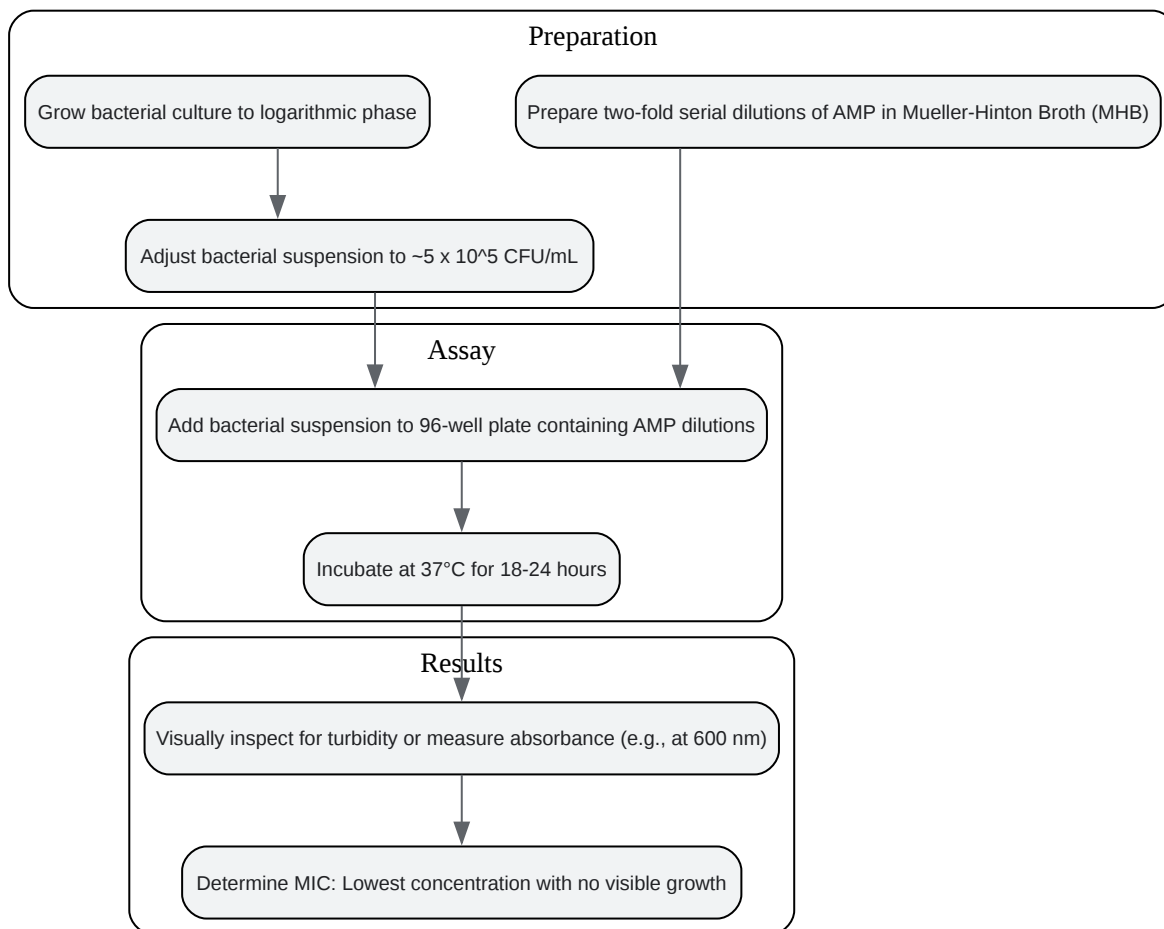 Preparation
Grow bacterial culture to logarithmic phase
Prepare two-fold serial dilutions of AMP in Mueller-Hinton Broth (MHB)
Adjust bacterial suspension to ~5 x 10^5 CFU/mL
Assay
Add bacterial suspension to 96-well plate containing AMP dilutions
Incubate at 37°C for 18-24 hours
Results
Visually inspect for turbidity or measure absorbance (e.g., at 600 nm)
Determine MIC: Lowest concentration with no visible growth